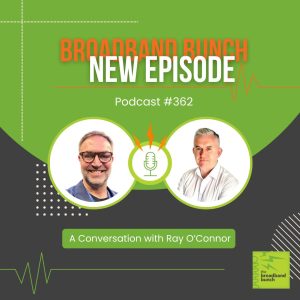 BROADBAND BUNCH
NEW EPISODE
Podcast #362
A Conversation with Ray O'Connor
the
broadband
bunch